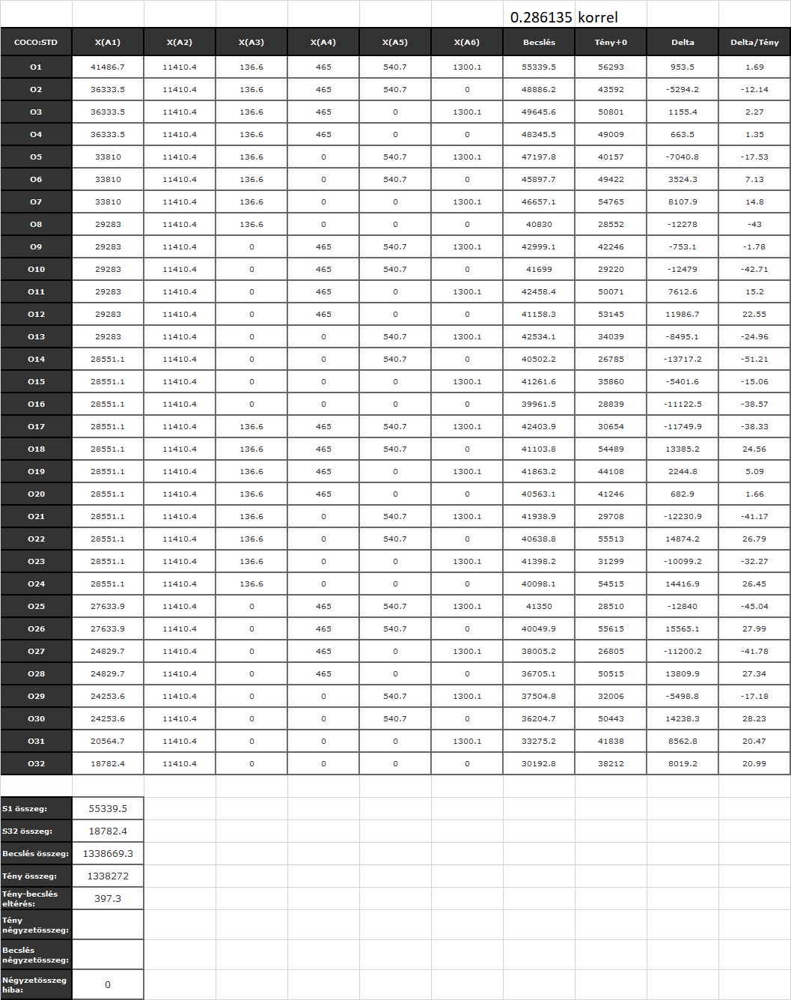 0.286135 korrel
COCO:STD X(A1) X(A2) X(A3) X(A4) X(A5) X(A6) Becslés Tény+0 Delta Delta/Tény
O1 41486.7 11410.4 136.6 465 540.7 1300.1 55339.5 56293 953.5 1.69
O2 36333.5 11410.4 136.6 465 540.7 0 48886.2 43592 -5294.2 -12.14
O3 36333.5 11410.4 136.6 465 0 1300.1 49645.6 50801 1155.4 2.27
O4 36333.5 11410.4 136.6 465 0 0 48345.5 49009 663.5 1.35
O5 33810 11410.4 136.6 0 540.7 1300.1 47197.8 40157 -7040.8 -17.53
O6 33810 11410.4 136.6 0 540.7 0 45897.7 49422 3524.3 7.13
O7 33810 11410.4 136.6 0 0 1300.1 46657.1 54765 8107.9 14.8
O8 29283 11410.4 136.6 0 0 0 40830 28552 -12278 -43
O9 29283 11410.4 0 465 540.7 1300.1 42999.1 42246 -753.1 -1.78
O10 29283 11410.4 0 465 540.7 0 41699 29220 -12479 -42.71
O11 29283 11410.4 0 465 0 1300.1 42458.4 50071 7612.6 15.2
O12 29283 11410.4 0 465 0 0 41158.3 53145 11986.7 22.55
O13 29283 11410.4 0 0 540.7 1300.1 42534.1 34039 -8495.1 -24.96
O14 28551.1 11410.4 0 0 540.7 0 40502.2 26785 -13717.2 -51.21
O15 28551.1 11410.4 0 0 0 1300.1 41261.6 35860 -5401.6 -15.06
O16 28551.1 11410.4 0 0 0 0 39961.5 28839 -11122.5 -38.57
O17 28551.1 11410.4 136.6 465 540.7 1300.1 42403.9 30654 -11749.9 -38.33
O18 28551.1 11410.4 136.6 465 540.7 0 41103.8 54489 13385.2 24.56
O19 28551.1 11410.4 136.6 465 0 1300.1 41863.2 44108 2244.8 5.09
O20 28551.1 11410.4 136.6 465 0 0 40563.1 41246 682.9 1.66
O21 28551.1 11410.4 136.6 0 540.7 1300.1 41938.9 29708 -12230.9 -41.17
O22 28551.1 11410.4 136.6 0 540.7 0 40638.8 55513 14874.2 26.79
O23 28551.1 11410.4 136.6 0 0 1300.1 41398.2 31299 -10099.2 -32.27
O24 28551.1 11410.4 136.6 0 0 0 40098.1 54515 14416.9 26.45
O25 27633.9 11410.4 0 465 540.7 1300.1 41350 28510 -12840 -45.04
O26 27633.9 11410.4 0 465 540.7 0 40049.9 55615 15565.1 27.99
O27 24829.7 11410.4 0 465 0 1300.1 38005.2 26805 -11200.2 -41.78
O28 24829.7 11410.4 0 465 0 0 36705.1 50515 13809.9 27.34
O29 24253.6 11410.4 0 0 540.7 1300.1 37504.8 32006 -5498.8 -17.18
O30 24253.6 11410.4 0 0 540.7 0 36204.7 50443 14238.3 28.23
O31 20564.7 11410.4 0 0 0 1300.1 33275.2 41838 8562.8 20.47
O32 18782.4 11410.4 0 0 0 0 30192.8 38212 8019.2 20.99
S1 összeg: 55339.5
S32 összeg: 18782.4
Becslés összeg: 1338669.3
Tény összeg: 1338272
Tény-becslés
eltérés: 397.3
Tény
négyzetösszeg:
Becslés
négyzetösszeg:
Négyzetösszeg
hiba: 0